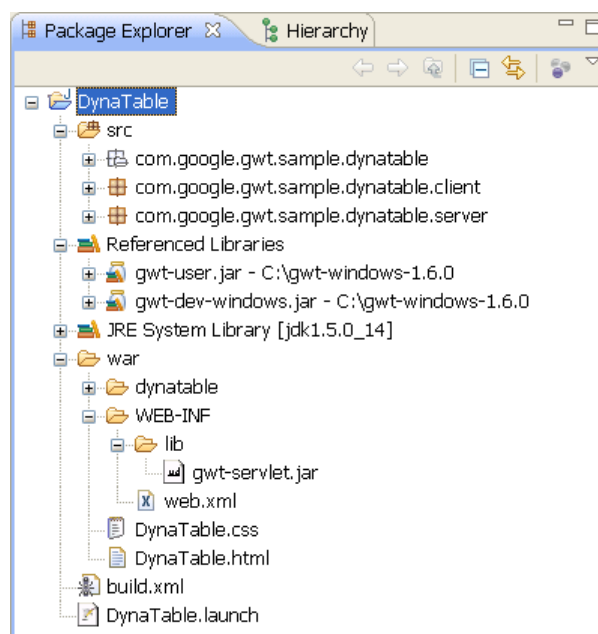 Package Explorer Hierarchy
DynaTable
src
com.google.gwt.sample.dynatable
com.google.gwt.sample.dynatable.client
com.google.gwt.sample.dynatable.server
Referenced Libraries
gwt-user.jar - C:\gwt-windows-1.6.0
gwt-dev-windows.jar - C:\gwt-windows-1.6.0
JRE System Library [jdk1.5.0_14]
war
dynatable
WEB-INF
lib
gwt-servlet.jar
web.xml
DynaTable.css
DynaTable.html
build.xml
DynaTable.launch